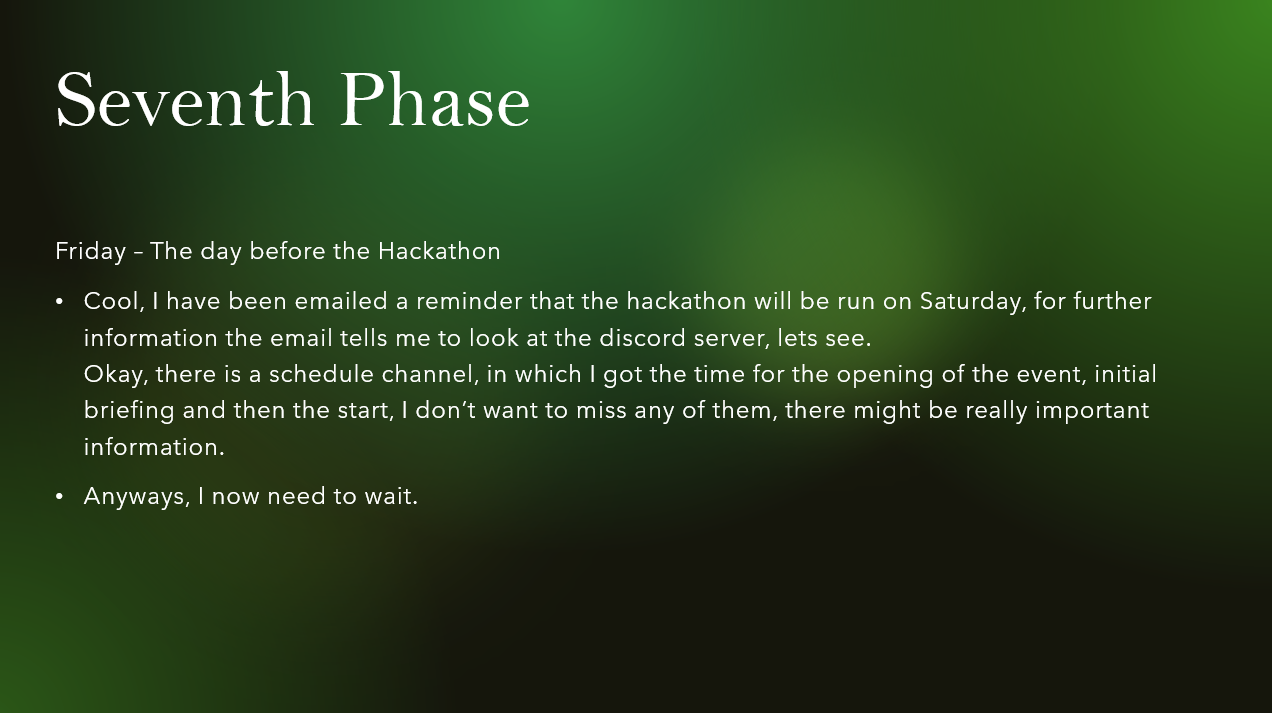 Seventh Phase
Friday – The day before the Hackathon
• Cool, I have been emailed a reminder that the hackathon will be run on Saturday, for further
information the email tells me to look at the discord server, lets see.
Okay, there is a schedule channel, in which I got the time for the opening of the event, initial
briefing and then the start, I don’t want to miss any of them, there might be really important
information.
• Anyways, I now need to wait.